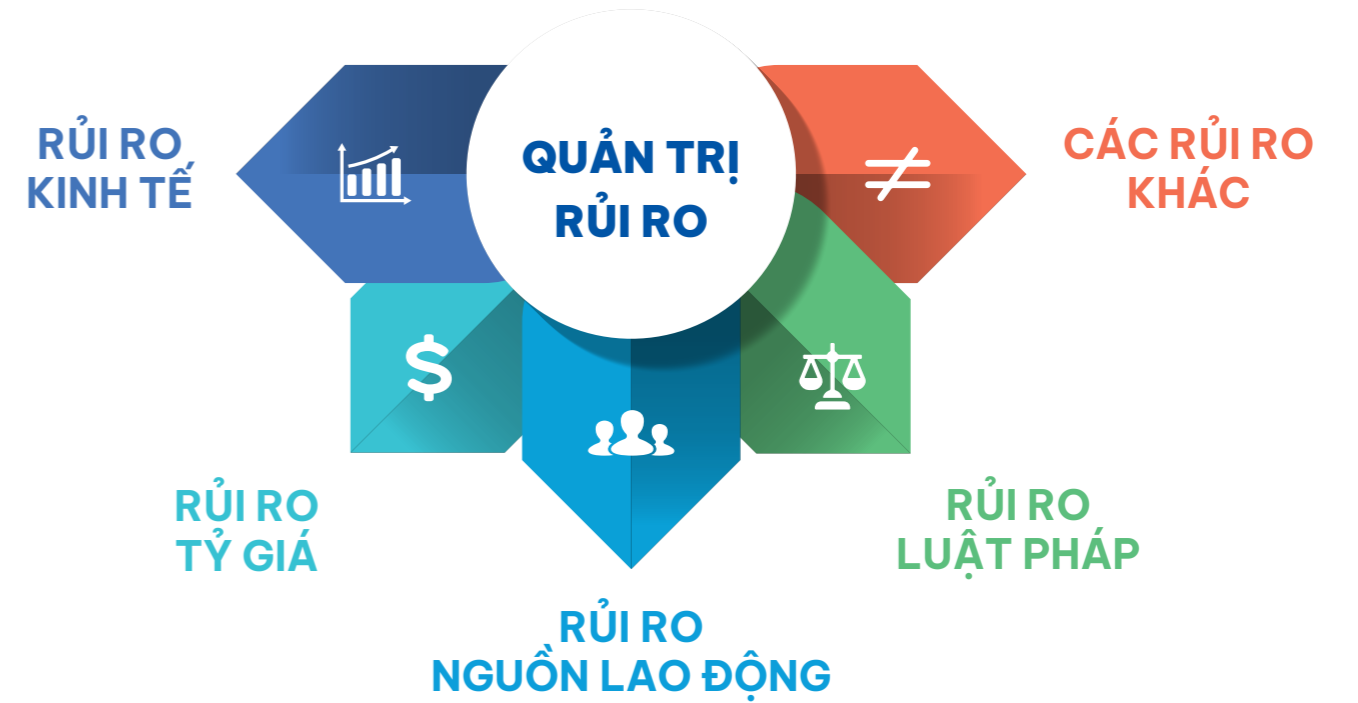 QUẢN TRỊ
RỦI RO
RỦI RO
KINH TẾ
RỦI RO
TỶ GIÁ
RỦI RO
NGUỒN LAO ĐỘNG
RỦI RO
LUẬT PHÁP
CÁC RỦI RO
KHÁC